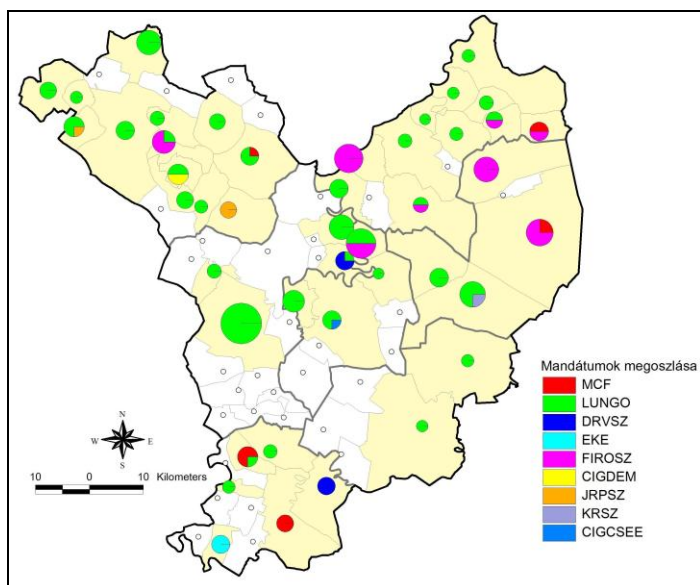 Mandátumok megoszlása
MCF
LUNGO
DRVSZ
EKE
FIROSZ
CIGDEM
JRPSZ
KRSZ
CIGCSEE
N
W E
S
10 0 10 Kilometers